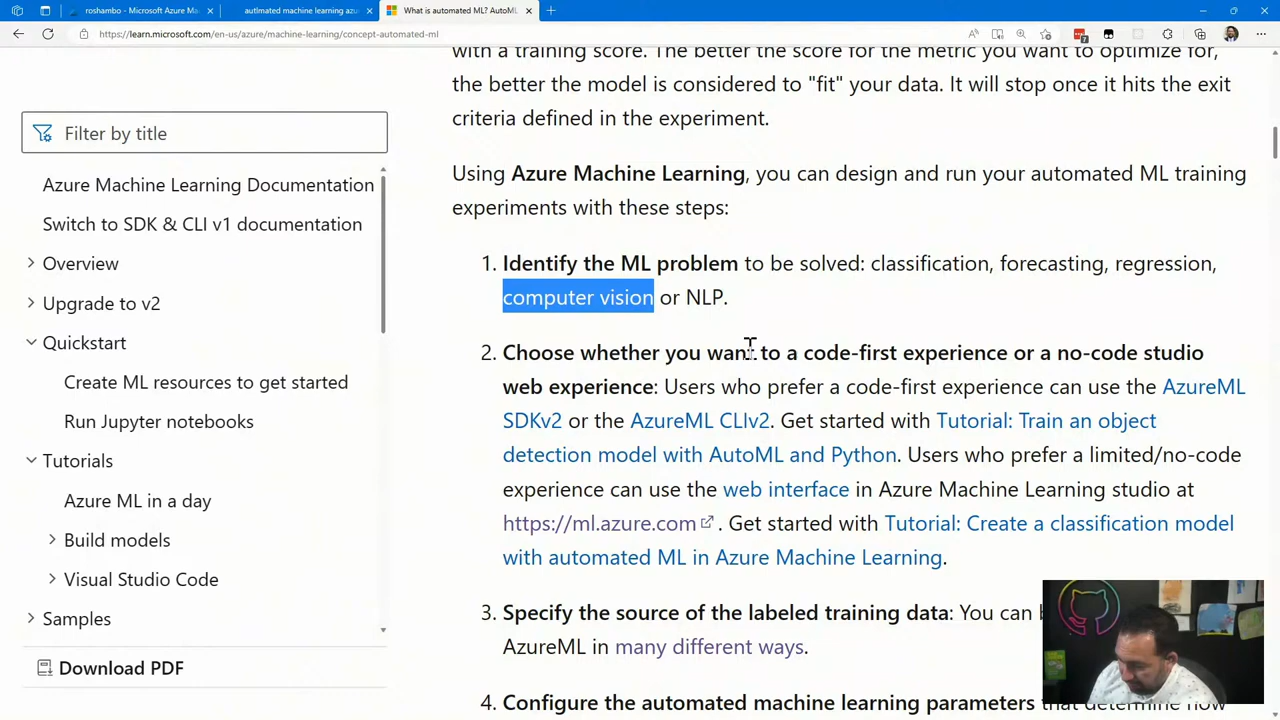 roshambo - Microsoft Azure Ma
autlmated machine learning azu
What is automated ML? AutoML
https://learn.microsoft.com/en-us/azure/machine-learning/concept-automated-ml
with a training score. The better the score for the metric you want to optimize for,
the better the model is considered to "fit" your data. It will stop once it hits the exit
criteria defined in the experiment.
Filter by title
Azure Machine Learning Documentation
Switch to SDK & CLI v1 documentation
Overview
Upgrade to v2
Quickstart
Create ML resources to get started
Run Jupyter notebooks
Tutorials
Azure ML in a day
Build models
Visual Studio Code
Samples
Download PDF
Using Azure Machine Learning, you can design and run your automated ML training
experiments with these steps:
1. Identify the ML problem to be solved: classification, forecasting, regression,
computer vision or NLP.
2. Choose whether you want to a code-first experience or a no-code studio
web experience: Users who prefer a code-first experience can use the AzureML
SDKv2 or the AzureML CLIv2. Get started with Tutorial: Train an object
detection model with AutoML and Python. Users who prefer a limited/no-code
experience can use the web interface in Azure Machine Learning studio at
https://ml.azure.com. Get started with Tutorial: Create a classification model
with automated ML in Azure Machine Learning.
3. Specify the source of the labeled training data: You can
AzureML in many different ways.
4. Configure the automated machine learning parameters that determine how